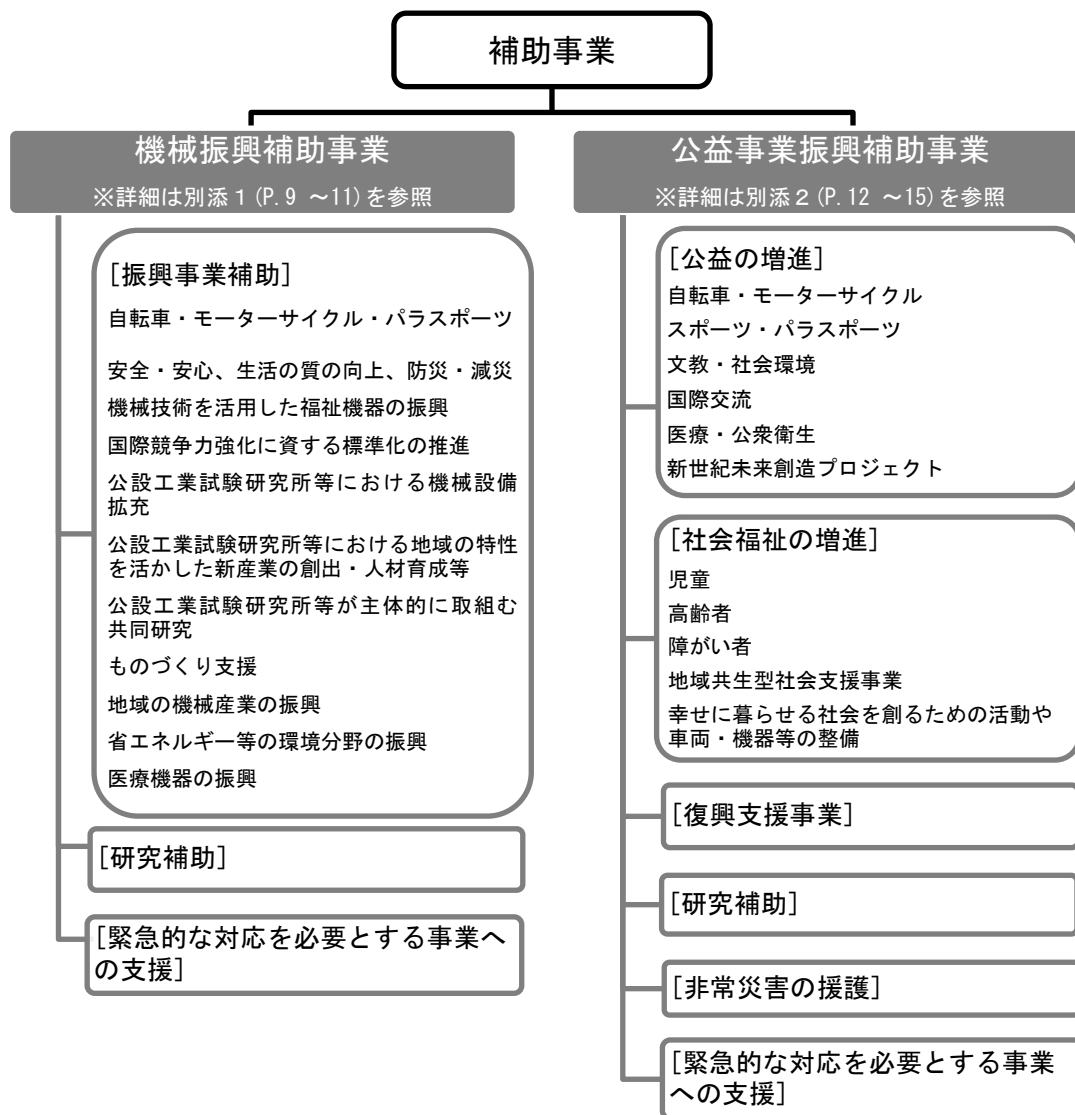 補助事業
機械振興補助事業
※詳細は別添1(P.9 ～11)を参照
[振興事業補助]
自転車・モーターサイクル・パラスポーツ
安全・安心、生活の質の向上、防災・減災
機械技術を活用した福祉機器の振興
国際競争力強化に資する標準化の推進
公設工業試験研究所等における機械設備
拡充
公設工業試験研究所等における地域の特性
を活かした新産業の創出・人材育成等
公設工業試験研究所等が主体的に取組む
共同研究
ものづくり支援
地域の機械産業の振興
省エネルギー等の環境分野の振興
医療機器の振興
[研究補助]
[緊急的な対応を必要とする事業へ
の支援]
公益事業振興補助事業
※詳細は別添2(P.12 ～15)を参照
[公益の増進]
自転車・モーターサイクル
スポーツ・パラスポーツ
文教・社会環境
国際交流
医療・公衆衛生
新世紀未来創造プロジェクト
[社会福祉の増進]
児童
高齢者
障がい者
地域共生型社会支援事業
幸せに暮らせる社会を創るための活動や
車両・機器等の整備
[復興支援事業]
[研究補助]
[非常災害の援護]
[緊急的な対応を必要とする事業
への支援]